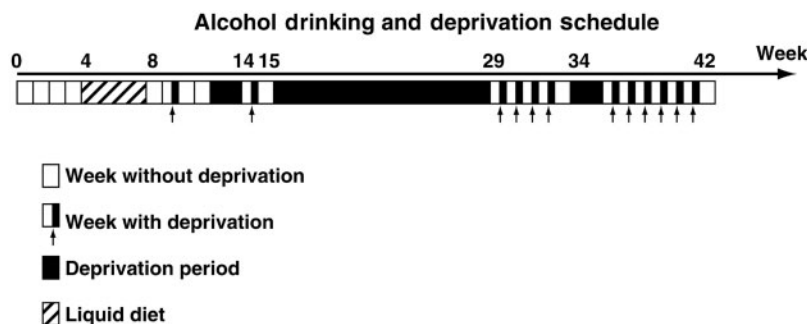 Alcohol drinking and deprivation schedule
0 4 8 14 15 29 34 42 Week
Week without deprivation
Week with deprivation
Deprivation period
Liquid diet